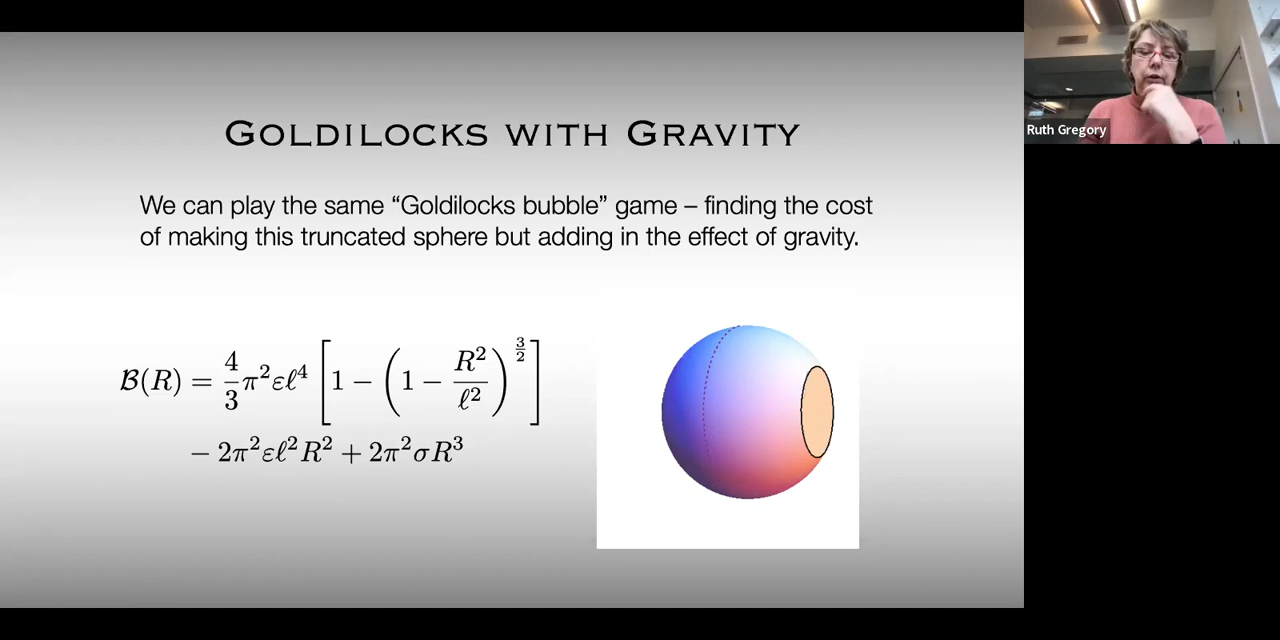 GOLDILOCKS WITH GRAVITY
We can play the same “Goldilocks bubble” game – finding the cost
of making this truncated sphere but adding in the effect of gravity.
ℬ(R) = 4/3 π²εℓ⁴ [1 − (1 − R²/ℓ²)^(3/2)]
− 2π²εℓ²R² + 2π²σR³
Ruth Gregory